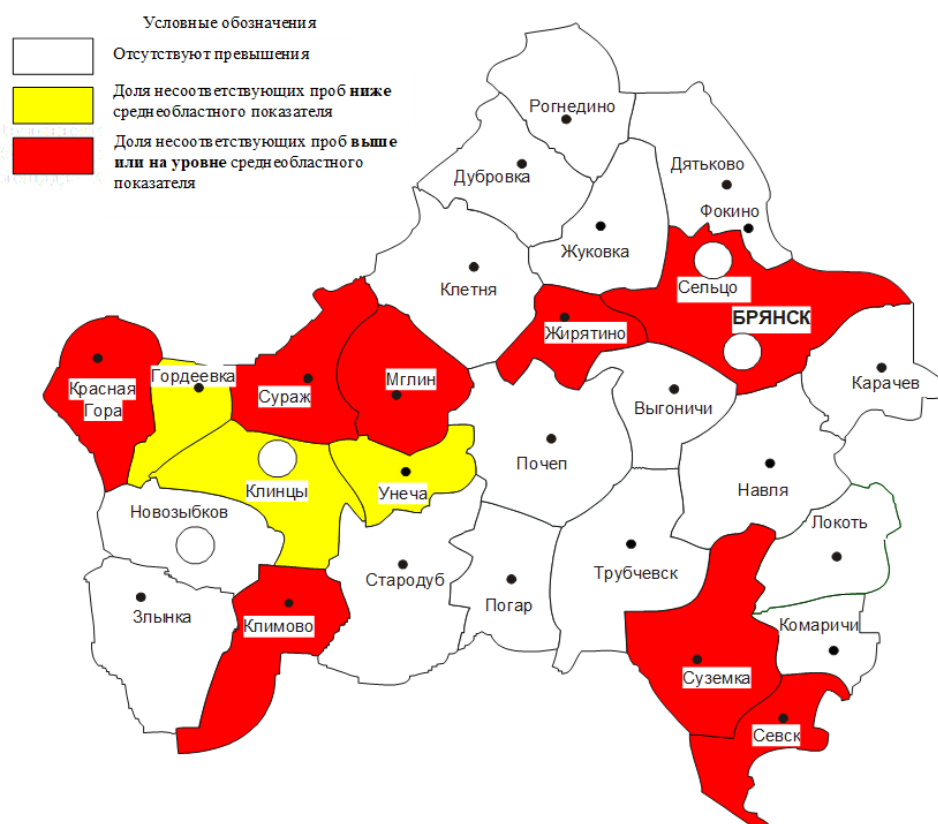 Условные обозначения
Отсутствуют превышения
Доля несоответствующих проб ниже
среднеобластного показателя
Доля несоответствующих проб выше
или на уровне среднеобластного
показателя
Рогнедино
Дятьково
Дубровка
Фокино
Жуковка
Клетня
Сельцо
БРЯНСК
Жирятино
Гордеевка
Мглин
Карачев
Красная
Гора
Сураж
Выгоничи
Почеп
Клинцы
Унеча
Навля
Новозыбков
Локоть
Стародуб
Трубчевск
Погар
Злынка
Климово
Комаричи
Суземка
Севск